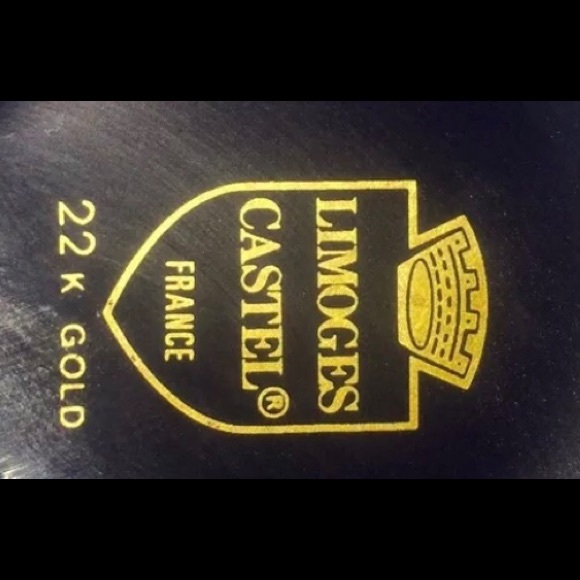 LIMOGES
CASTEL®
FRANCE
22 K GOLD